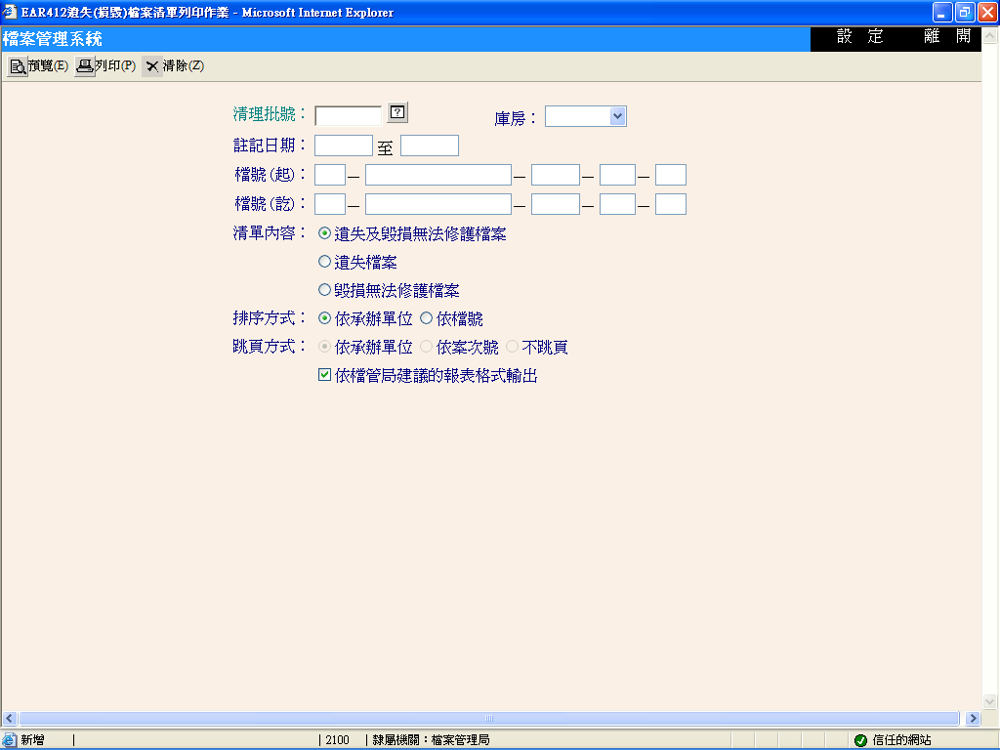 EAR412遺失(損毀)檔案清單列印作業 - Microsoft Internet Explorer
檔案管理系統 設 定 離 開
預覽(E) 列印(P) 清除(Z)
清理批號： ? 庫房：
註記日期： 至
檔號(起)： — — — —
檔號(訖)： — — — —
清單內容： 遺失及毀損無法修護檔案
遺失檔案
毀損無法修護檔案
排序方式： 依承辦單位 依檔號
跳頁方式： 依承辦單位 依案次號 不跳頁
依檔管局建議的報表格式輸出
新增 | | 2100 | 隸屬機關：檔案管理局 信任的網站